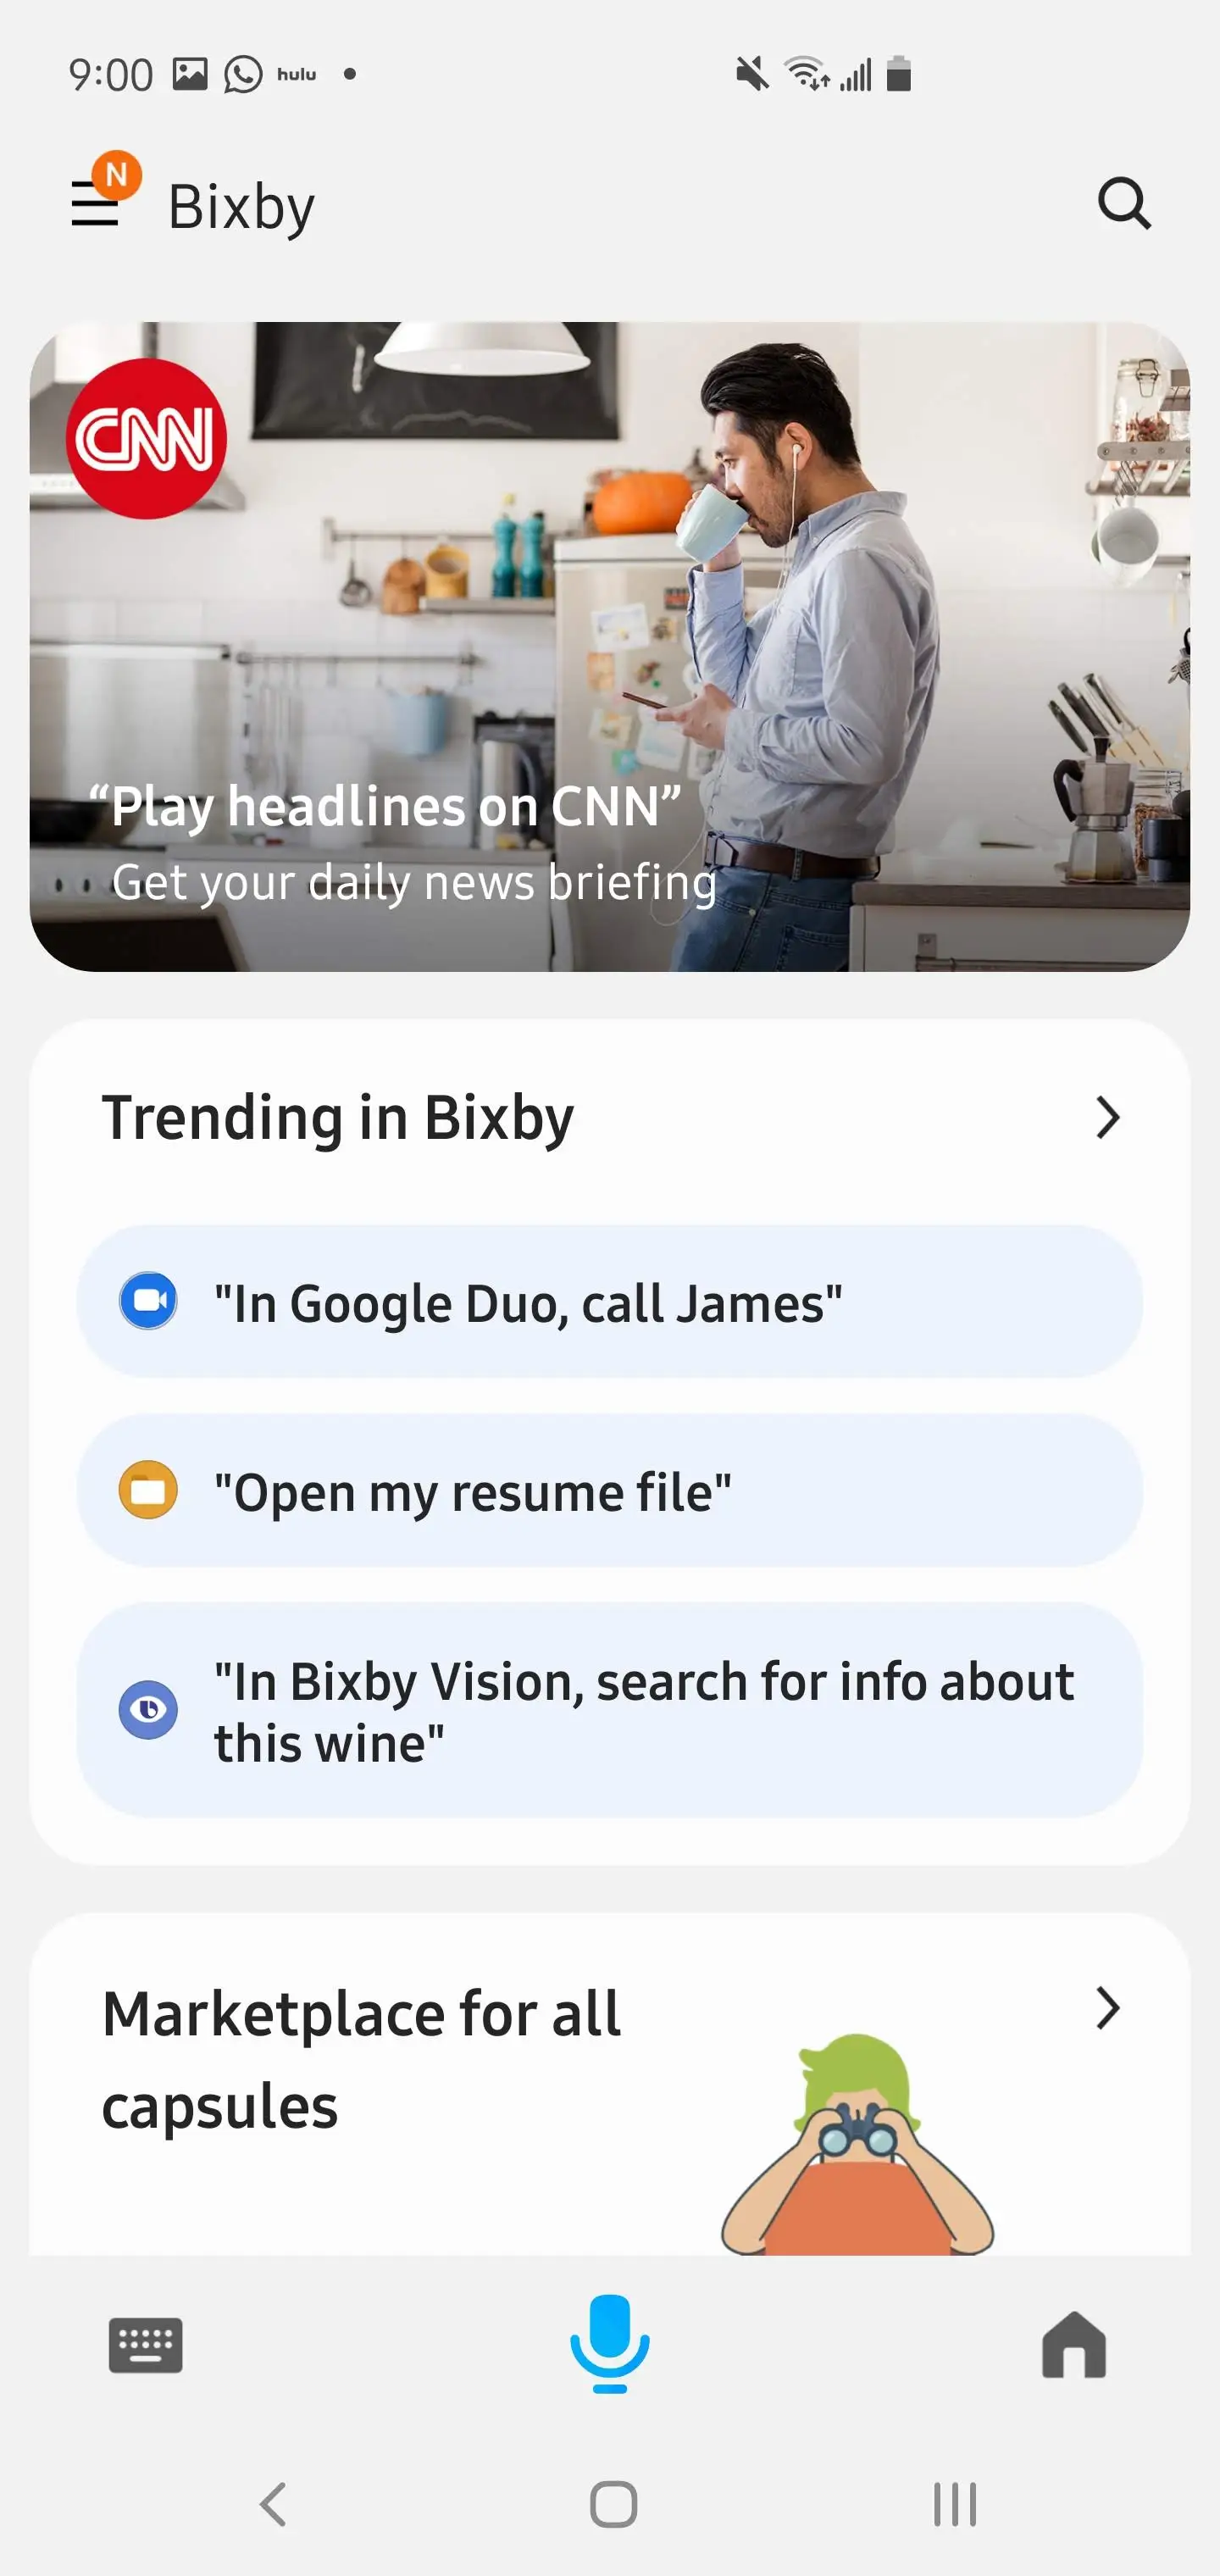 9:00 hulu
N
Bixby
CNN
“Play headlines on CNN”
Get your daily news briefing
Trending in Bixby
"In Google Duo, call James"
"Open my resume file"
"In Bixby Vision, search for info about
this wine"
Marketplace for all
capsules